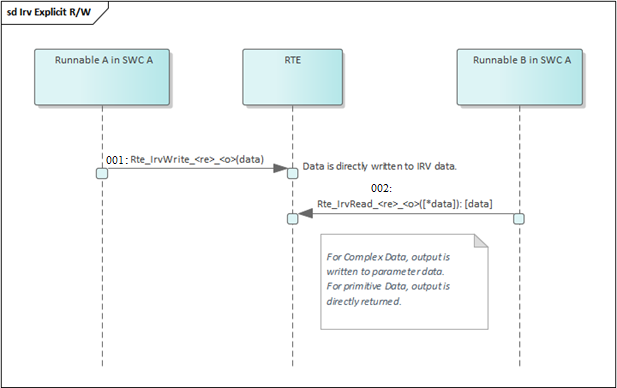 sd Irv Explicit R/W
Runnable A in SWC A
RTE
Runnable B in SWC A
001: Rte_IrvWrite_<re>_<o>(data)
Data is directly written to IRV data.
002:
Rte_IrvRead_<re>_<o>([*data]): [data]
For Complex Data, output is
written to parameter data.
For primitive Data, output is
directly returned.